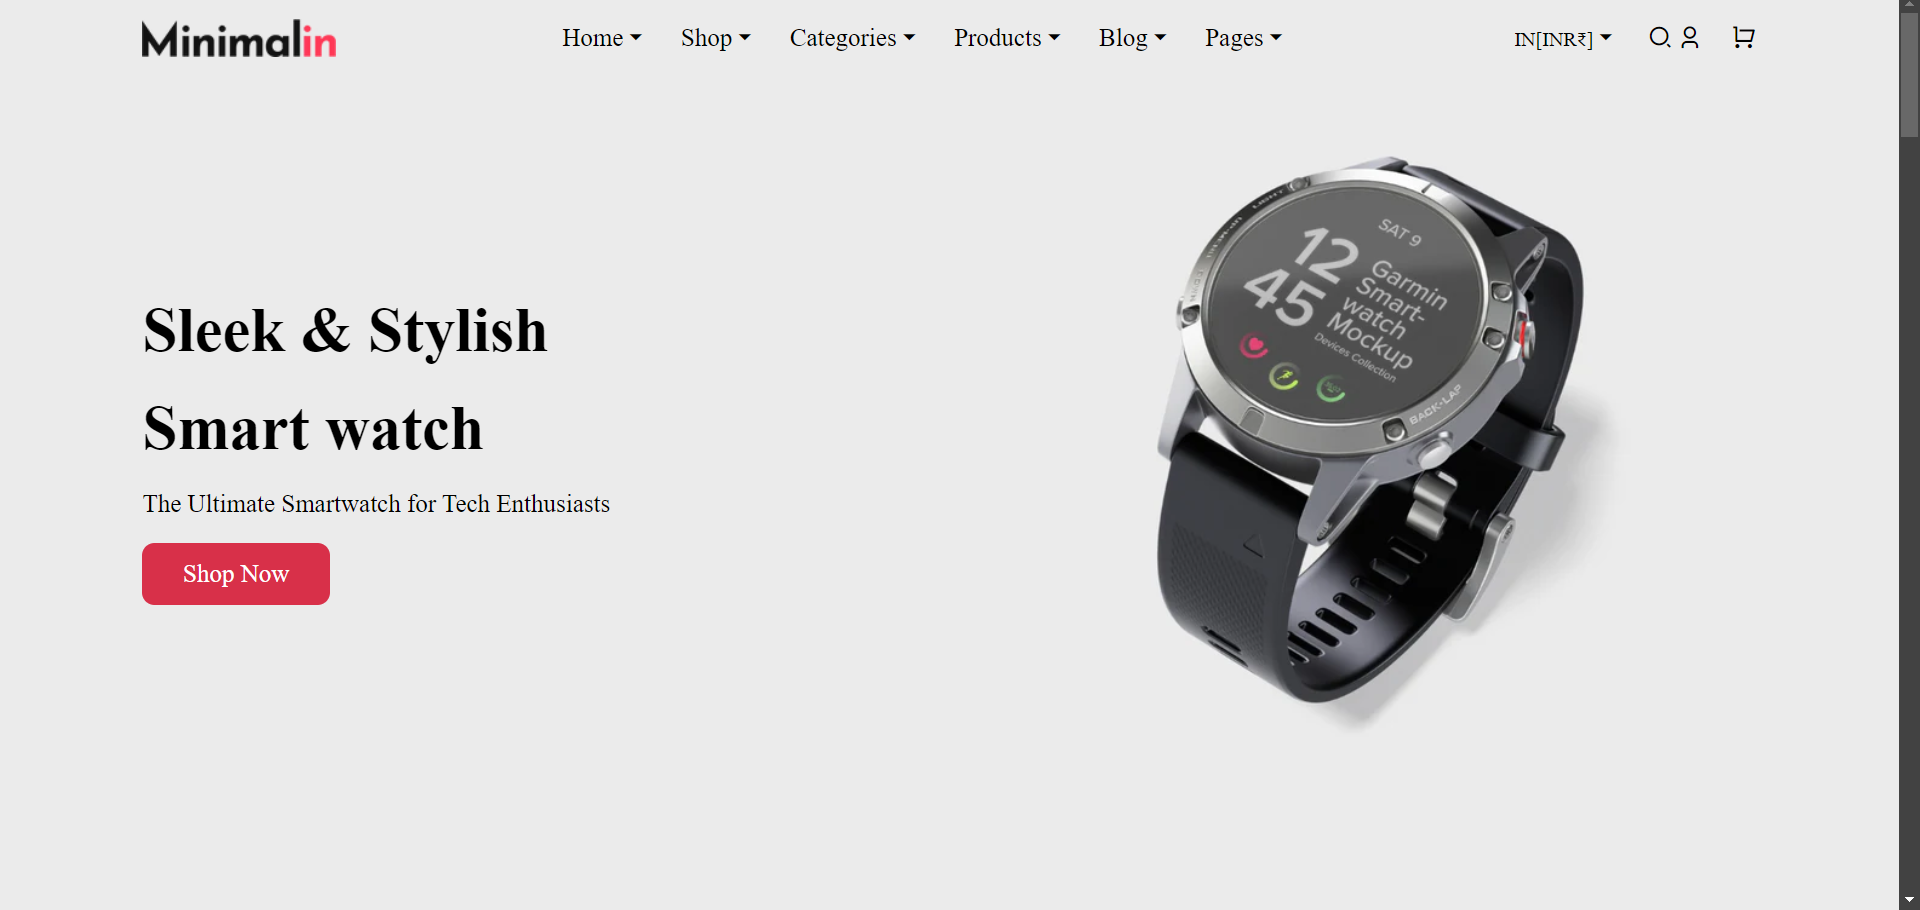 Minimalin
Home
Shop
Categories
Products
Blog
Pages
IN[INR₹]
SAT 9
12
45
Garmin
Smart-
watch
Mockup
Devices Collection
BACK•LAP
Sleek & Stylish
Smart watch
The Ultimate Smartwatch for Tech Enthusiasts
Shop Now